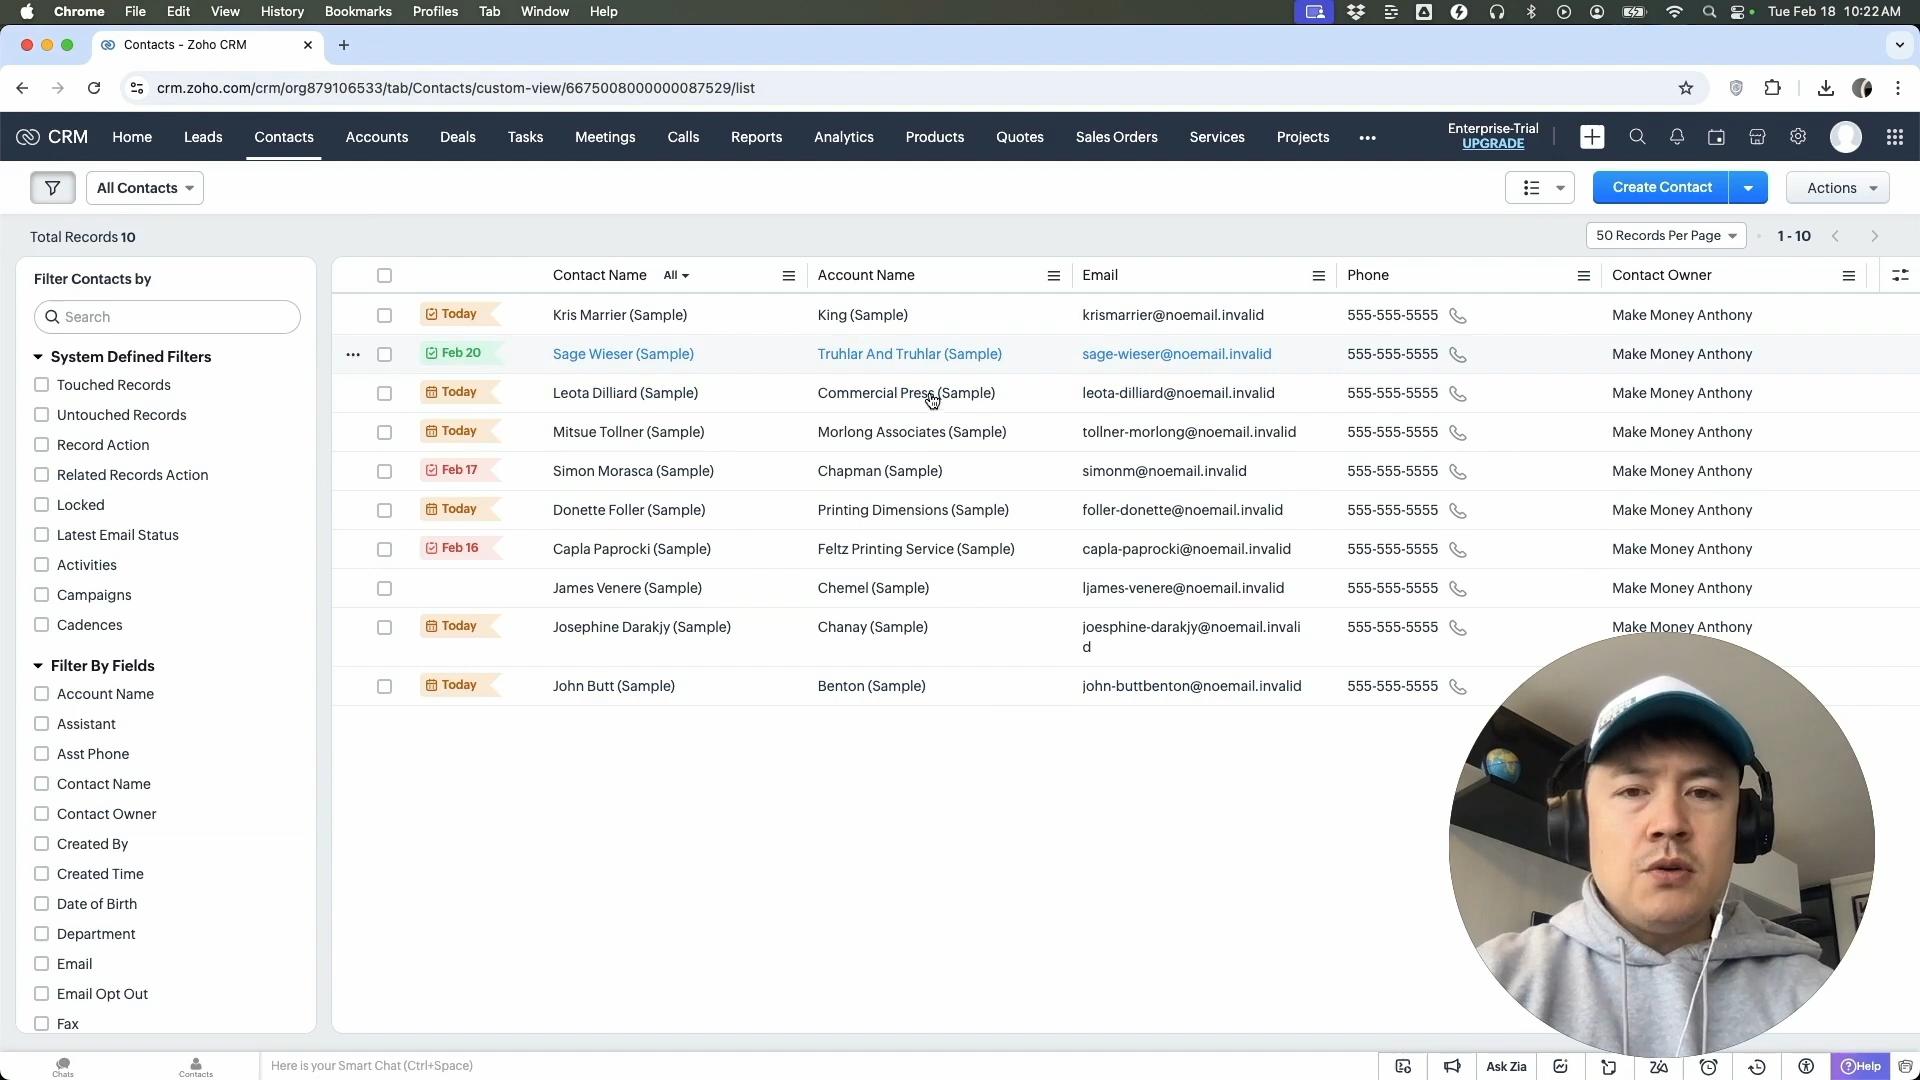 Chrome File Edit View History Bookmarks Profiles Tab Window Help Tue Feb 18 10:22 AM
Contacts - Zoho CRM
crm.zoho.com/crm/org879106533/tab/Contacts/custom-view/6675008000000087529/list
CRM Home Leads Contacts Accounts Deals Tasks Meetings Calls Reports Analytics Products Quotes Sales Orders Services Projects
Enterprise-Trial
UPGRADE
All Contacts Create Contact Actions
Total Records 10 50 Records Per Page 1 - 10
Filter Contacts by
Search
System Defined Filters
Touched Records
Untouched Records
Record Action
Related Records Action
Locked
Latest Email Status
Activities
Campaigns
Cadences
Filter By Fields
Account Name
Assistant
Asst Phone
Contact Name
Contact Owner
Created By
Created Time
Date of Birth
Department
Email
Email Opt Out
Fax
Contact Name All Account Name Email Phone Contact Owner
Today Kris Marrier (Sample) King (Sample) krismarrier@noemail.invalid 555-555-5555 Make Money Anthony
Feb 20 Sage Wieser (Sample) Truhlar And Truhlar (Sample) sage-wieser@noemail.invalid 555-555-5555 Make Money Anthony
Today Leota Dilliard (Sample) Commercial Press (Sample) leota-dilliard@noemail.invalid 555-555-5555 Make Money Anthony
Today Mitsue Tollner (Sample) Morlong Associates (Sample) tollner-morlong@noemail.invalid 555-555-5555 Make Money Anthony
Feb 17 Simon Morasca (Sample) Chapman (Sample) simonm@noemail.invalid 555-555-5555 Make Money Anthony
Today Donette Foller (Sample) Printing Dimensions (Sample) foller-donette@noemail.invalid 555-555-5555 Make Money Anthony
Feb 16 Capla Paprocki (Sample) Feltz Printing Service (Sample) capla-paprocki@noemail.invalid 555-555-5555 Make Money Anthony
James Venere (Sample) Chemel (Sample) ljames-venere@noemail.invalid 555-555-5555 Make Money Anthony
Today Josephine Darakjy (Sample) Chanay (Sample) joesphine-darakjy@noemail.invali 555-555-5555 Make Money Anthony
d
Today John Butt (Sample) Benton (Sample) john-buttbenton@noemail.invalid 555-555-5555
Chats Contacts Here is your Smart Chat (Ctrl+Space) Ask Zia Help